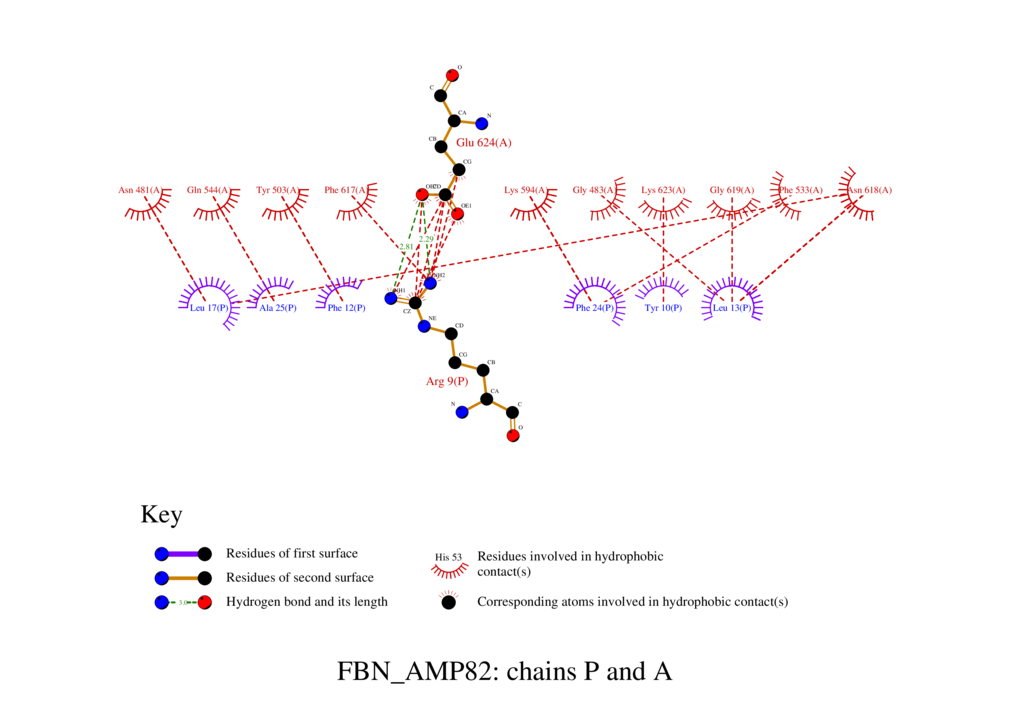 O
C
CA
N
CB
Glu 624(A)
CG
Asn 481(A) Gln 544(A) Tyr 503(A) Phe 617(A) Lys 594(A) Gly 483(A) Lys 623(A) Gly 619(A) Phe 533(A) Asn 618(A)
OE1
2.29
2.81
NH2
NH1
Leu 17(P) Ala 25(P) Phe 12(P) CZ Phe 24(P) Tyr 10(P) Leu 13(P)
NE
CD
CG
CB
Arg 9(P)
CA
N C
O
Key
Residues of first surface
Residues of second surface
3.0 Hydrogen bond and its length
His 53 Residues involved in hydrophobic
contact(s)
Corresponding atoms involved in hydrophobic contact(s)
FBN_AMP82: chains P and A